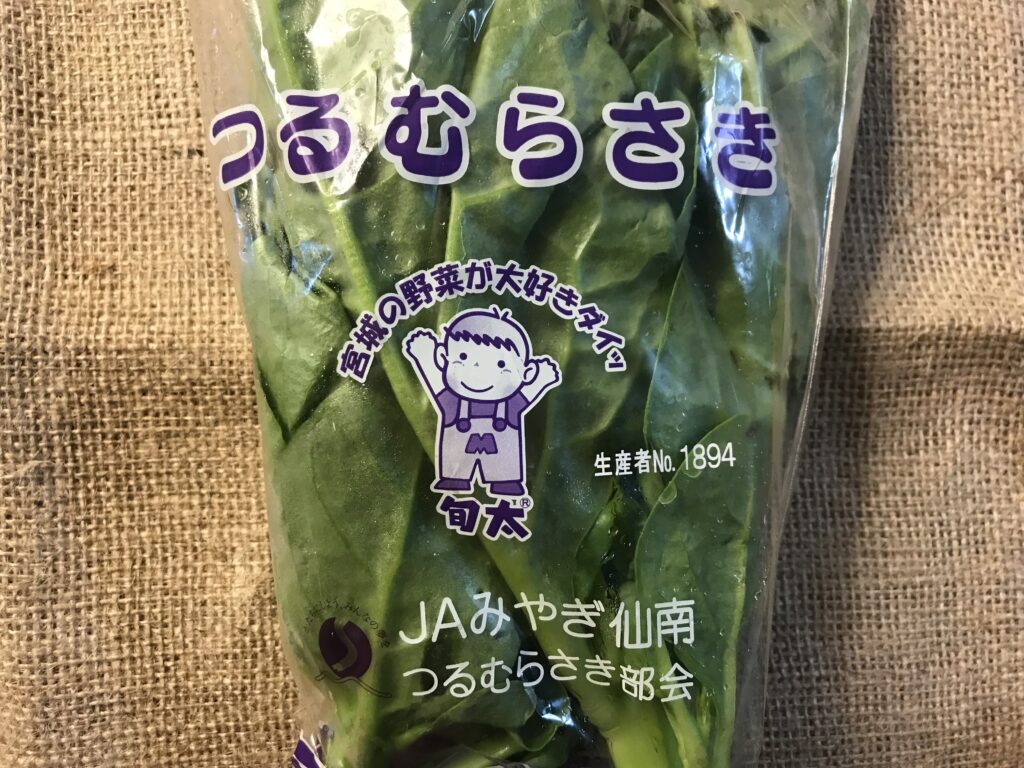 つるむらさき
宮城の野菜が大好きダイッ
M
旬太®
生産者No. 1894
JAみやぎ仙南
つるむらさき部会